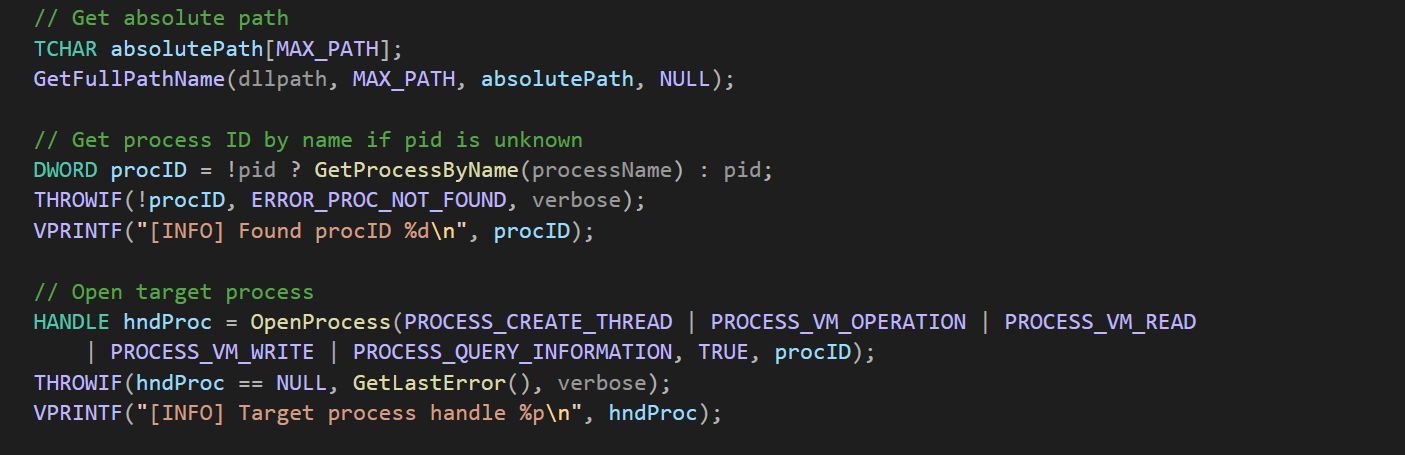 // Get absolute path
TCHAR absolutePath[MAX_PATH];
GetFullPathName(dllpath, MAX_PATH, absolutePath, NULL);
// Get process ID by name if pid is unknown
DWORD procID = !pid ? GetProcessByName(processName) : pid;
THROWIF(!procID, ERROR_PROC_NOT_FOUND, verbose);
VPRINTF("[INFO] Found procID %d\n", procID);
// Open target process
HANDLE hndProc = OpenProcess(PROCESS_CREATE_THREAD | PROCESS_VM_OPERATION | PROCESS_VM_READ
| PROCESS_VM_WRITE | PROCESS_QUERY_INFORMATION, TRUE, procID);
THROWIF(hndProc == NULL, GetLastError(), verbose);
VPRINTF("[INFO] Target process handle %p\n", hndProc);